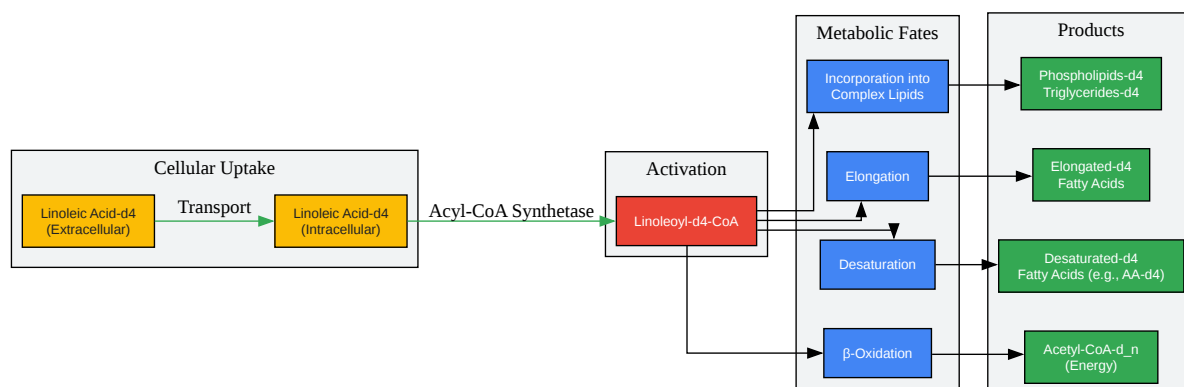 Cellular Uptake
Linoleic Acid-d4
(Extracellular)
Transport
Linoleic Acid-d4
(Intracellular)
Acyl-CoA Synthetase
Activation
Linoleoyl-d4-CoA
Metabolic Fates
Incorporation into
Complex Lipids
Elongation
Desaturation
β-Oxidation
Products
Phospholipids-d4
Triglycerides-d4
Elongated-d4
Fatty Acids
Desaturated-d4
Fatty Acids (e.g., AA-d4)
Acetyl-CoA-d_n
(Energy)